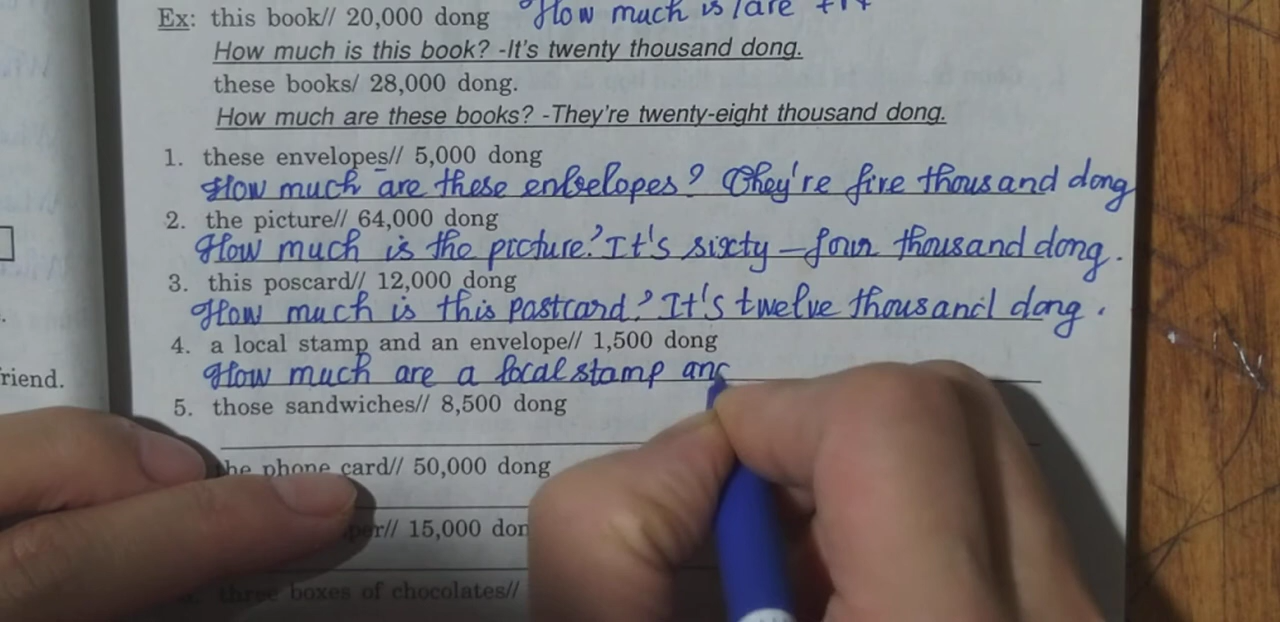 Ex: this book// 20,000 dong How much is/are
How much is this book? -It's twenty thousand dong.
these books/ 28,000 dong.
How much are these books? -They're twenty-eight thousand dong.
1. these envelopes// 5,000 dong
How much are these envelopes? They're five thousand dong
2. the picture// 64,000 dong
How much is the picture? It's sixty-four thousand dong.
3. this poscard// 12,000 dong
How much is this pastcard? It's twelve thousand dong.
4. a local stamp and an envelope// 1,500 dong
How much are a local stamp and
riend.
5. those sandwiches// 8,500 dong
the phone card// 50,000 dong
15,000 don
three boxes of chocolates//